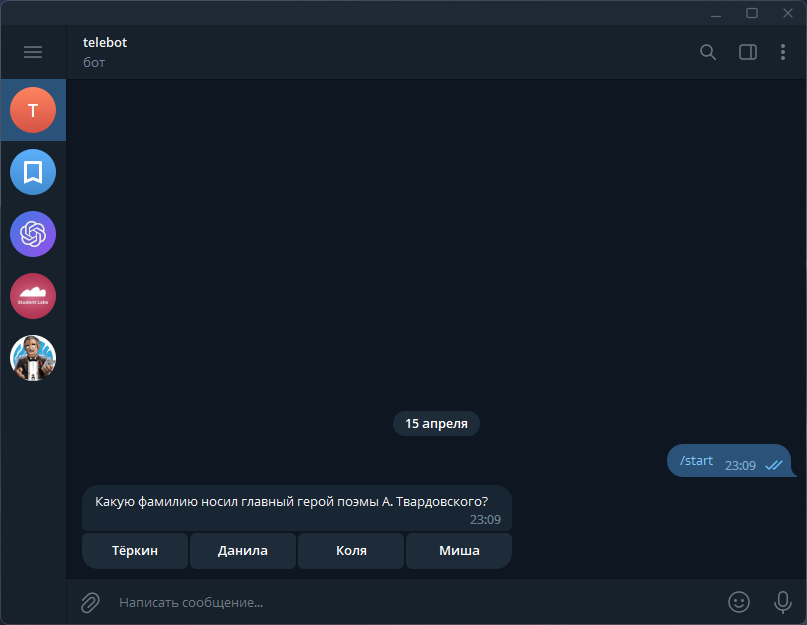 telebot
бот
T
Student Labs
15 апреля
/start 23:09
Какую фамилию носил главный герой поэмы А. Твардовского?
23:09
Тёркин Данила Коля Миша
Написать сообщение...